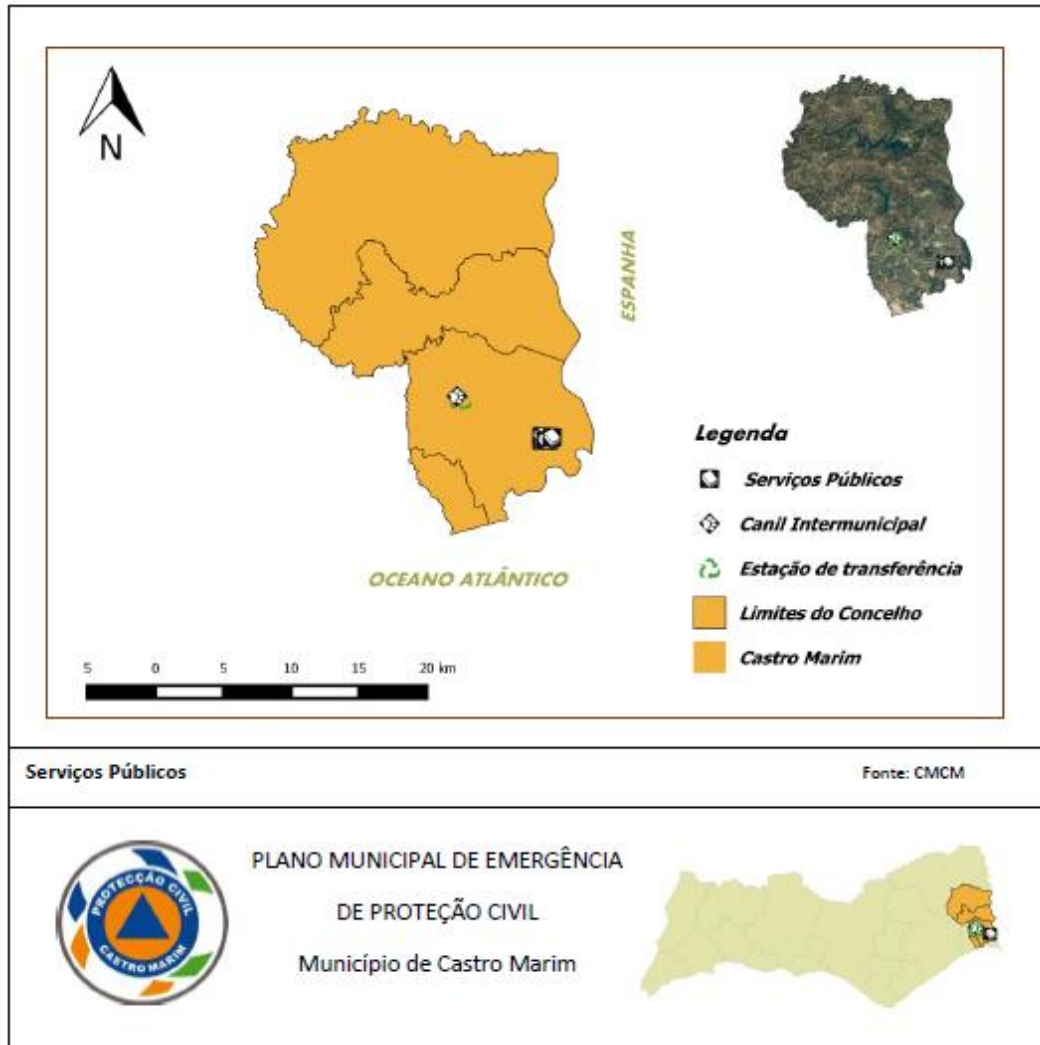 N
ESPANHA
Legenda
Serviços Públicos
Canil Intermunicipal
Estação de transferência
Limites do Concelho
Castro Marim
OCEANO ATLÂNTICO
5 0 5 10 15 20 km
Serviços Públicos Fonte: CMCM
PROTECÇÃO CIVIL
CASTRO MARIM
PLANO MUNICIPAL DE EMERGÊNCIA
DE PROTEÇÃO CIVIL
Município de Castro Marim